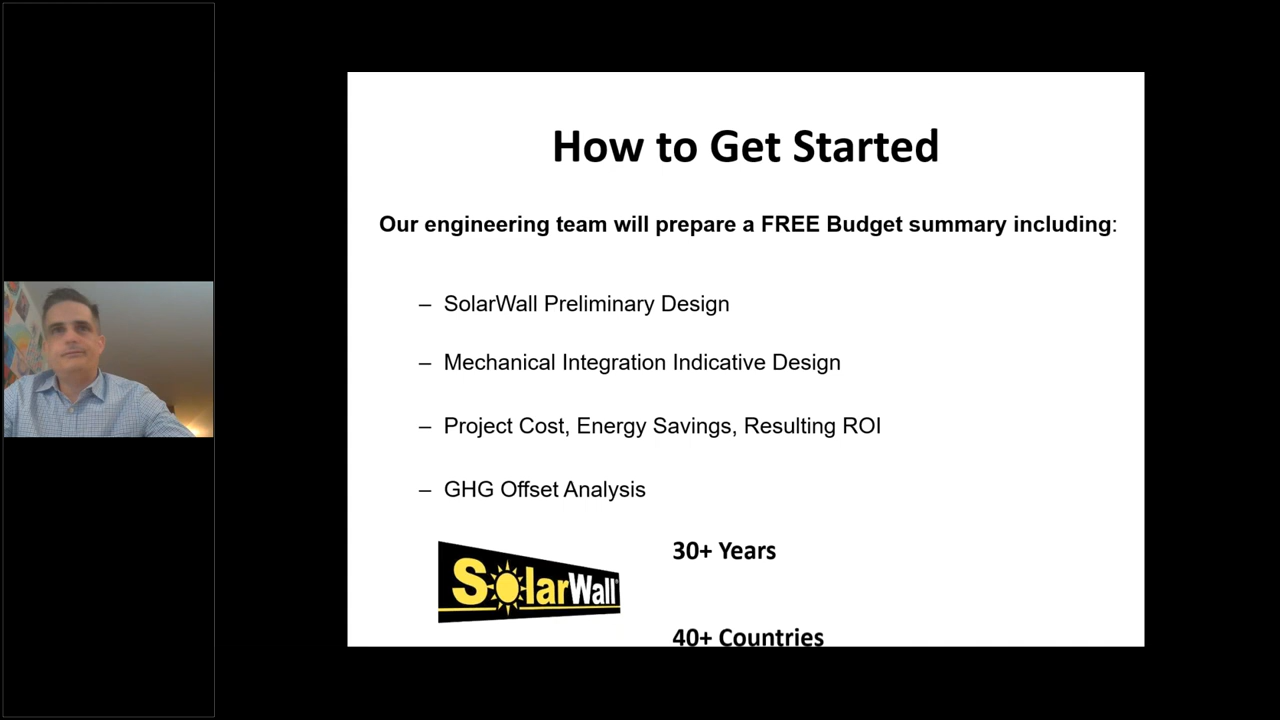 How to Get Started
Our engineering team will prepare a FREE Budget summary including:
– SolarWall Preliminary Design
– Mechanical Integration Indicative Design
– Project Cost, Energy Savings, Resulting ROI
– GHG Offset Analysis
SolarWall®
30+ Years
40+ Countries